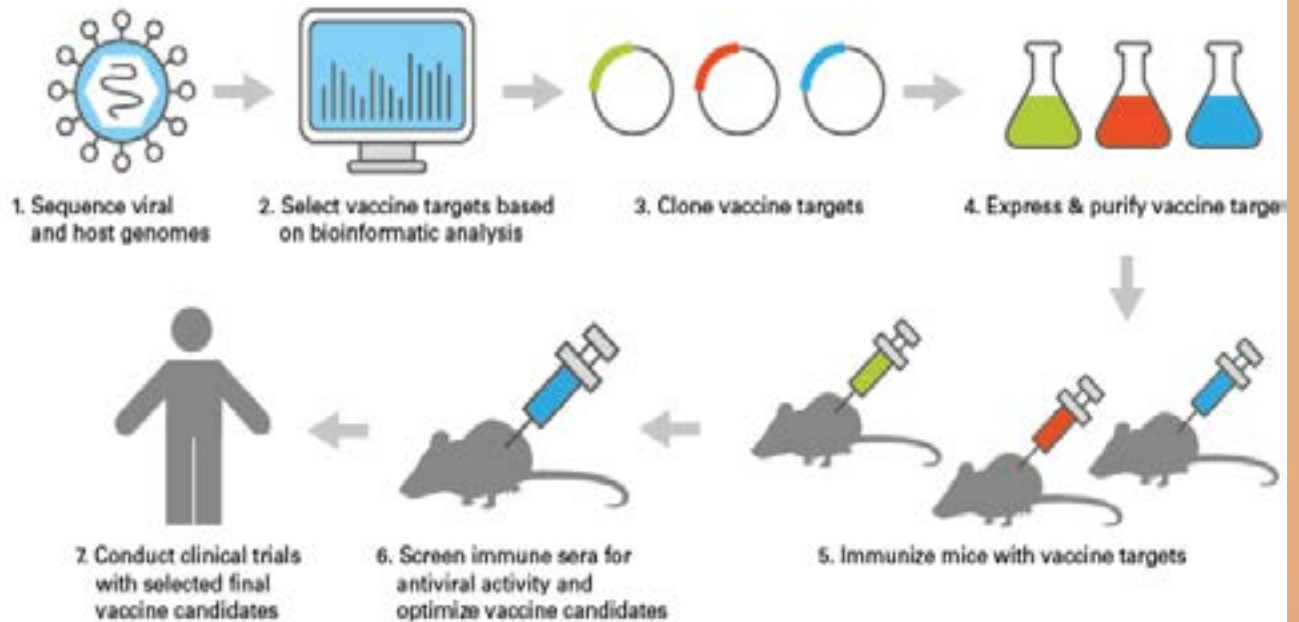 1. Sequence viral
and host genomes
2. Select vaccine targets based
on bioinformatic analysis
3. Clone vaccine targets
4. Express & purify vaccine targe
5. Immunize mice with vaccine targets
6. Screen immune sera for
antiviral activity and
optimize vaccine candidates
7. Conduct clinical trials
with selected final
vaccine candidates